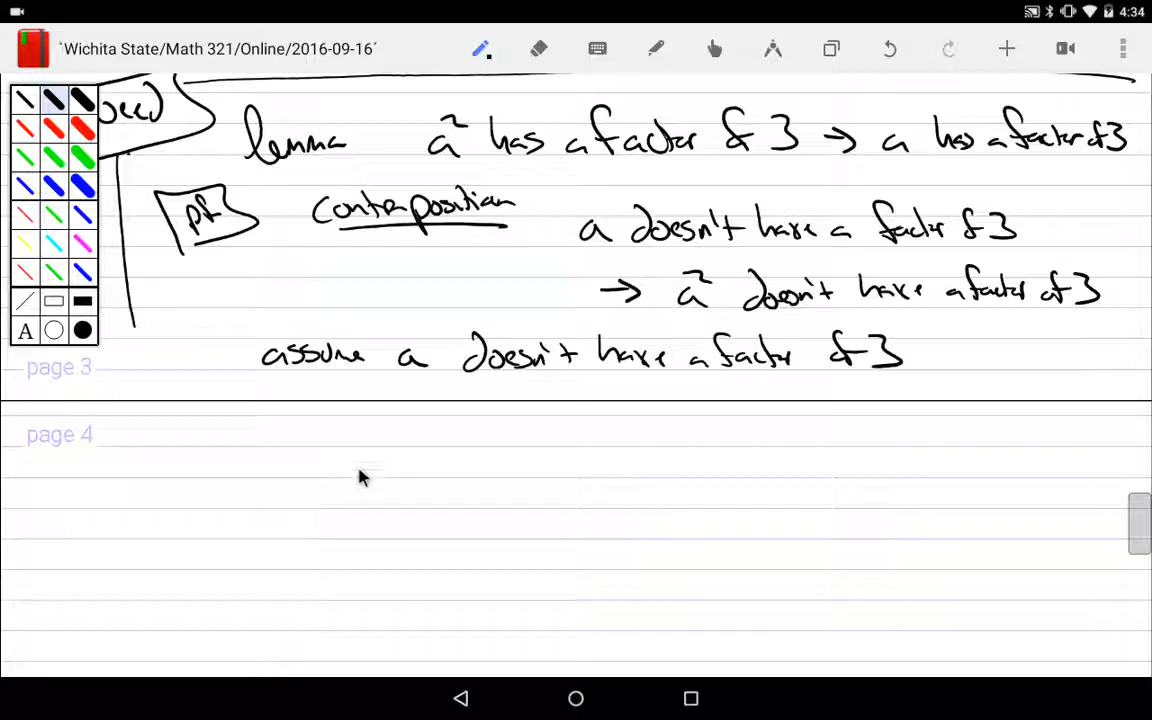 4:34
`Wichita State/Math 321/Online/2016-09-16´
lemma a² has a factor of 3 → a has a factor of 3
pf contraposition a doesn't have a factor of 3
→ a² doesn't have a factor of 3
A
assume a doesn't have a factor of 3
page 3
page 4